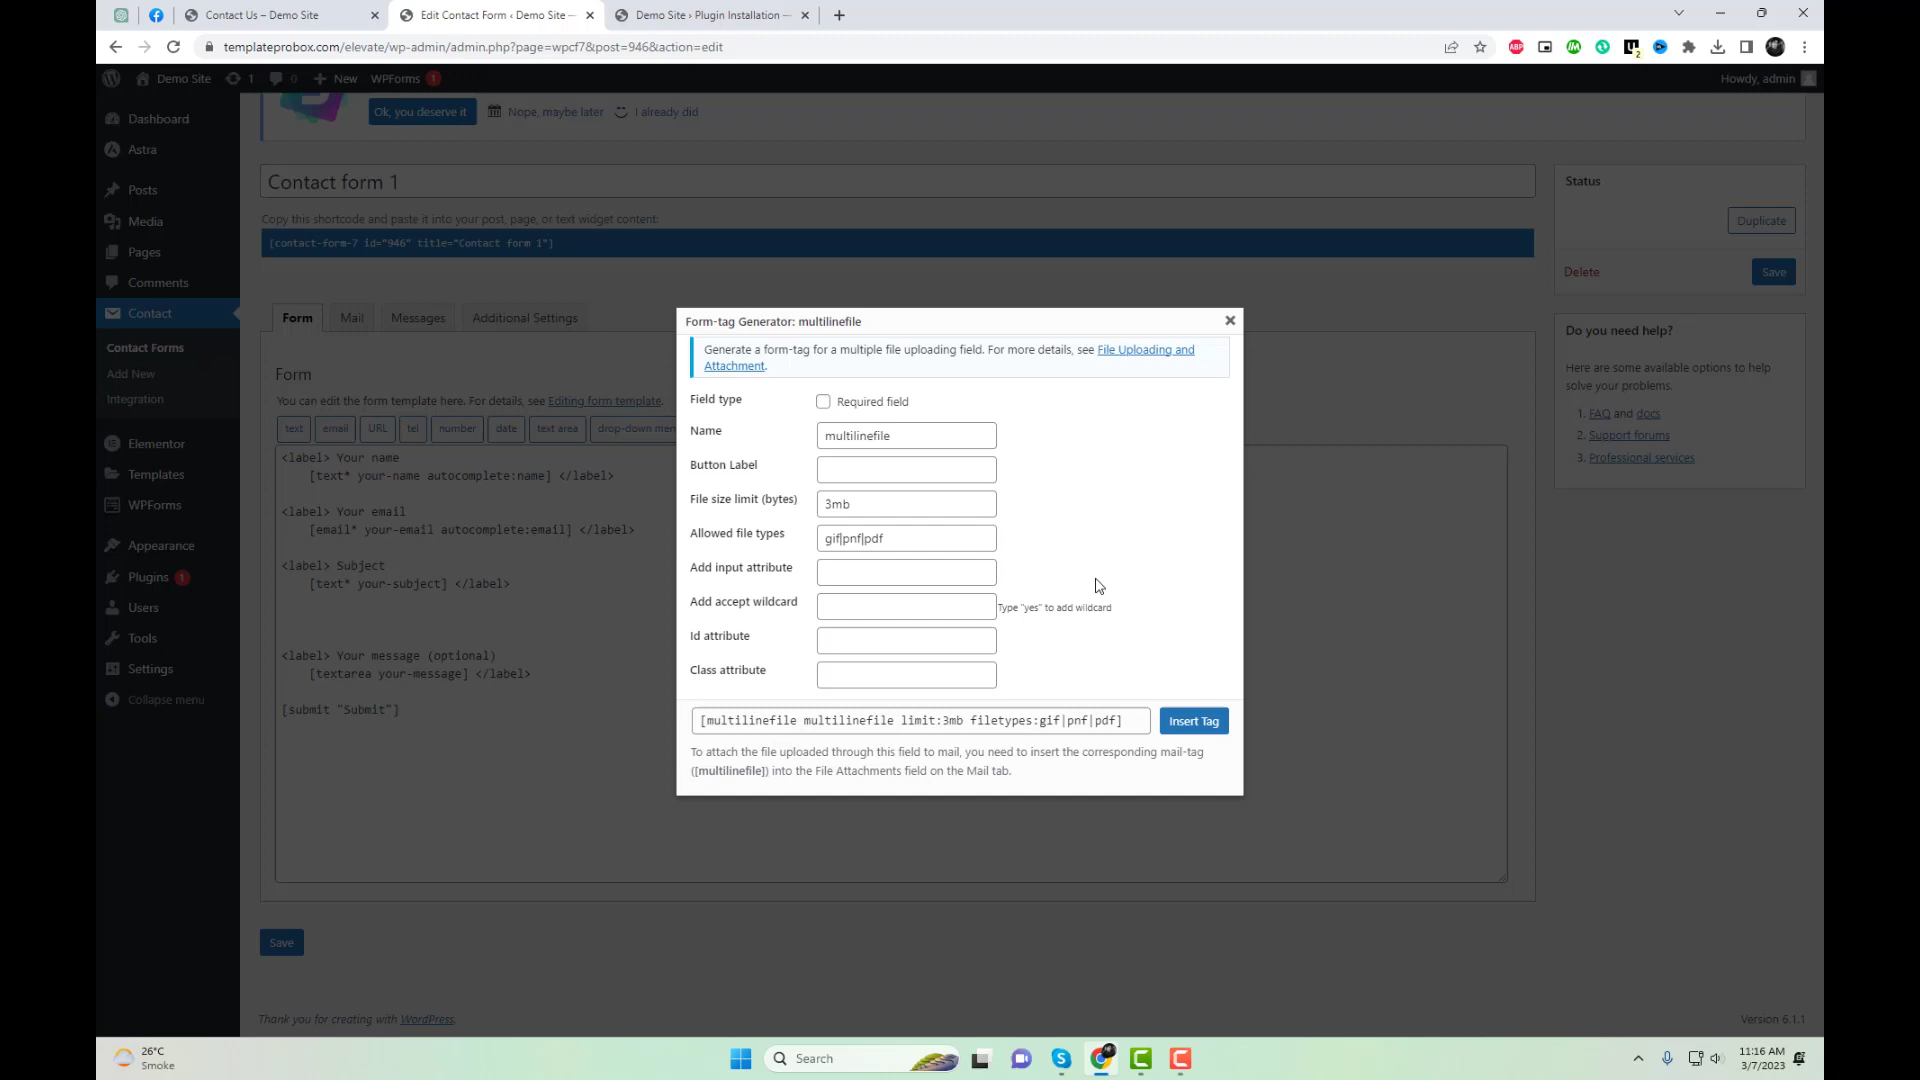 Contact Us – Demo Site
Edit Contact Form ‹ Demo Site —
Demo Site › Plugin Installation —
templateprobox.com/elevate/wp-admin/admin.php?page=wpcf7&post=946&action=edit
ABP
2
Demo Site
1
0
New
WPForms 1
Howdy, admin
Dashboard
Astra
Posts
Media
Pages
Comments
Contact
Contact Forms
Add New
Integration
Elementor
Templates
WPForms
Appearance
Plugins 1
Users
Tools
Settings
Collapse menu
Ok, you deserve it
Nope, maybe later
I already did
Contact form 1
Copy this shortcode and paste it into your post, page, or text widget content:
[contact-form-7 id="946" title="Contact form 1"]
Form
Mail
Messages
Additional Settings
Form
You can edit the form template here. For details, see Editing form template.
text
email
URL
tel
number
date
text area
<label> Your name
[text* your-name autocomplete:name] </label>
<label> Your email
[email* your-email autocomplete:email] </label>
<label> Subject
[text* your-subject] </label>
<label> Your message (optional)
[textarea your-message] </label>
[submit "Submit"]
Save
Form-tag Generator: multilinefile
Generate a form-tag for a multiple file uploading field. For more details, see File Uploading and
Attachment.
Field type
Required field
Name
multilinefile
Button Label
File size limit (bytes)
3mb
Allowed file types
gif|pnf|pdf
Add input attribute
Add accept wildcard
Type "yes" to add wildcard
Id attribute
Class attribute
[multilinefile multilinefile limit:3mb filetypes:gif|pnf|pdf]
Insert Tag
To attach the file uploaded through this field to mail, you need to insert the corresponding mail-tag
([multilinefile]) into the File Attachments field on the Mail tab.
Status
Duplicate
Delete
Save
Do you need help?
Here are some available options to help
solve your problems.
1. FAQ and docs
2. Support forums
3. Professional services
Thank you for creating with WordPress.
Version 6.1.1
26°C
Smoke
Search
11:16 AM
3/7/2023